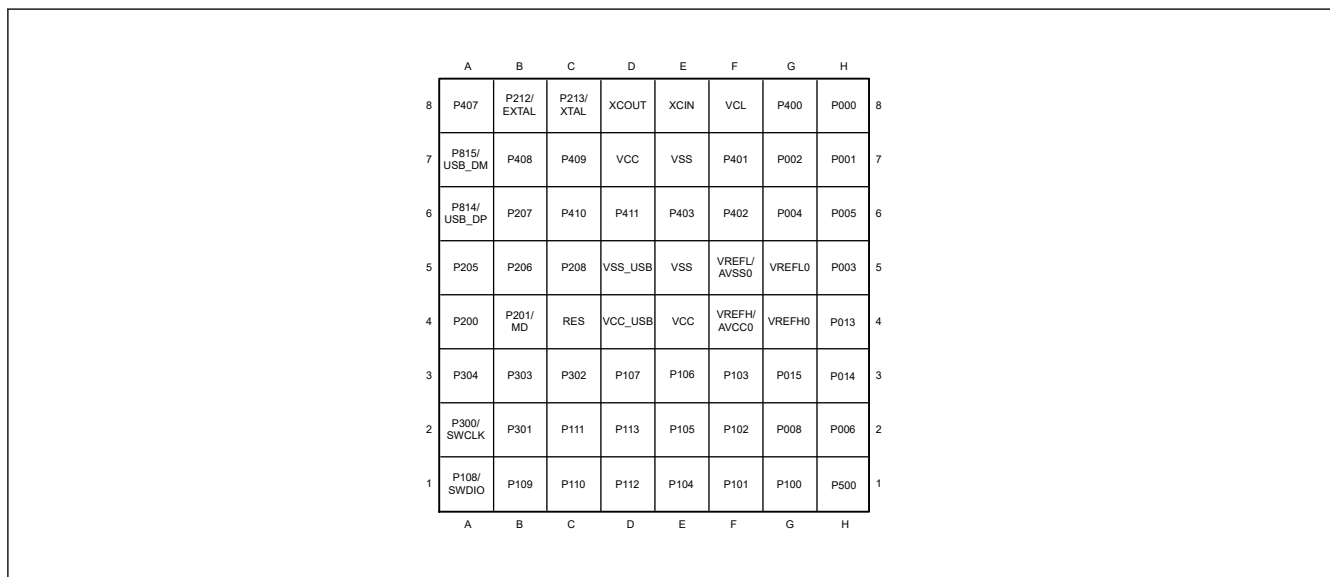 A B C D E F G H
8 P407 P212/ EXTAL P213/ XTAL XCOUT XCIN VCL P400 P000 8
7 P815/ USB_DM P408 P409 VCC VSS P401 P002 P001 7
6 P814/ USB_DP P207 P410 P411 P403 P402 P004 P005 6
5 P205 P206 P208 VSS_USB VSS VREFL/ AVSS0 VREFL0 P003 5
4 P200 P201/ MD RES VCC_USB VCC VREFH/ AVCC0 VREFH0 P013 4
3 P304 P303 P302 P107 P106 P103 P015 P014 3
2 P300/ SWCLK P301 P111 P113 P105 P102 P008 P006 2
1 P108/ SWDIO P109 P110 P112 P104 P101 P100 P500 1
A B C D E F G H